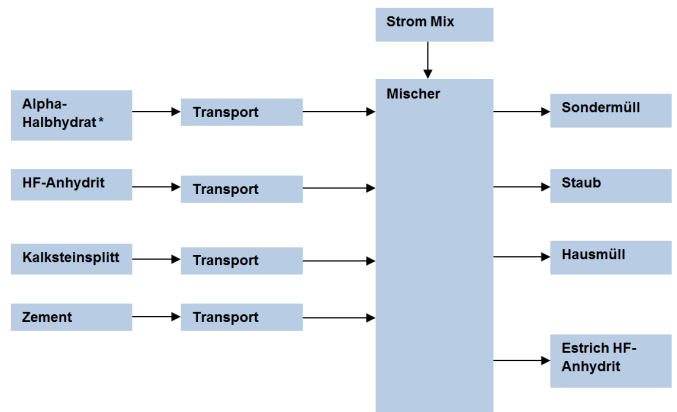 Strom Mix
Mischer
Alpha-
Halbhydrat *
Transport
Sondermüll
HF-Anhydrit
Transport
Staub
Kalksteinsplitt
Transport
Hausmüll
Zement
Transport
Estrich HF-
Anhydrit